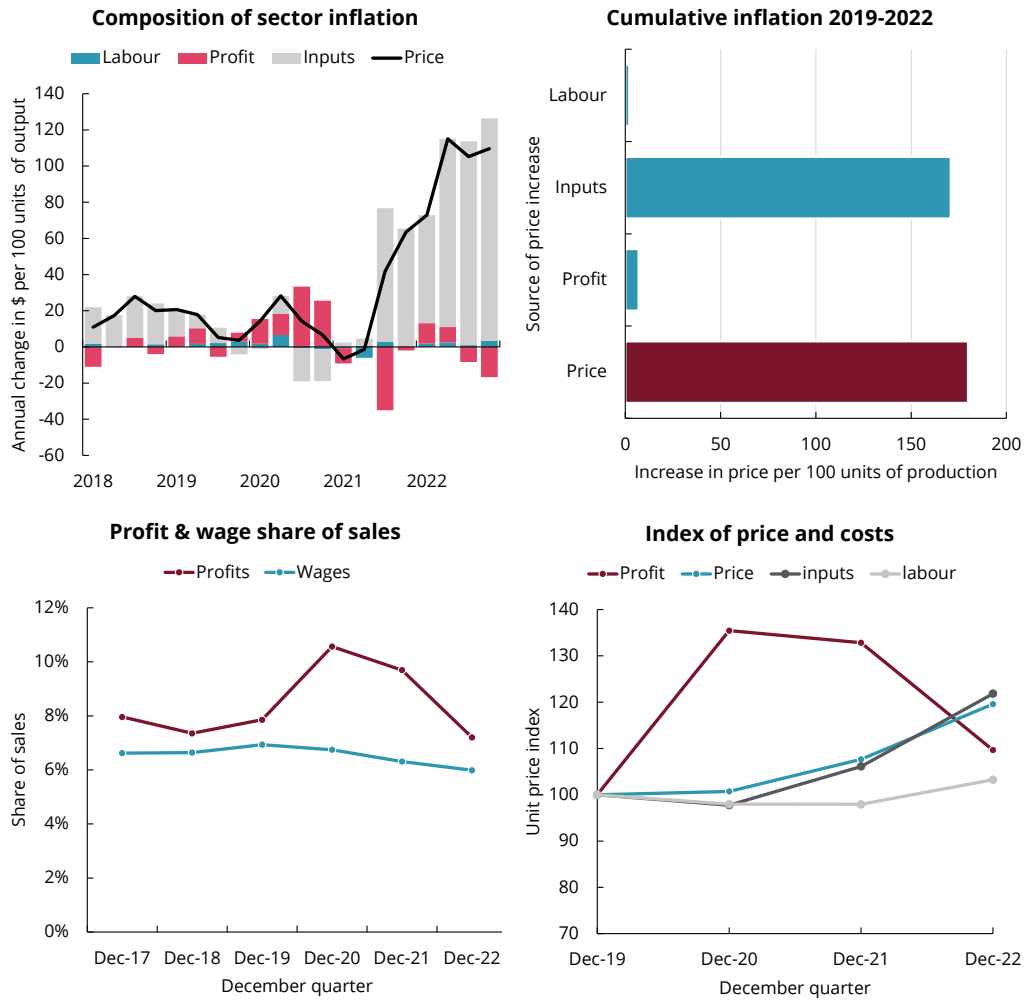 Composition of sector inflation
Labour Profit Inputs Price
Annual change in $ per 100 units of output
140
120
100
80
60
40
20
0
-20
-40
-60
2018 2019 2020 2021 2022
Cumulative inflation 2019-2022
Source of price increase
Labour
Inputs
Profit
Price
0 50 100 150 200
Increase in price per 100 units of production
Profit & wage share of sales
Profits Wages
Share of sales
12%
10%
8%
6%
4%
2%
0%
Dec-17 Dec-18 Dec-19 Dec-20 Dec-21 Dec-22
December quarter
Index of price and costs
Profit Price inputs labour
Unit price index
140
130
120
110
100
90
80
70
Dec-19 Dec-20 Dec-21 Dec-22
December quarter